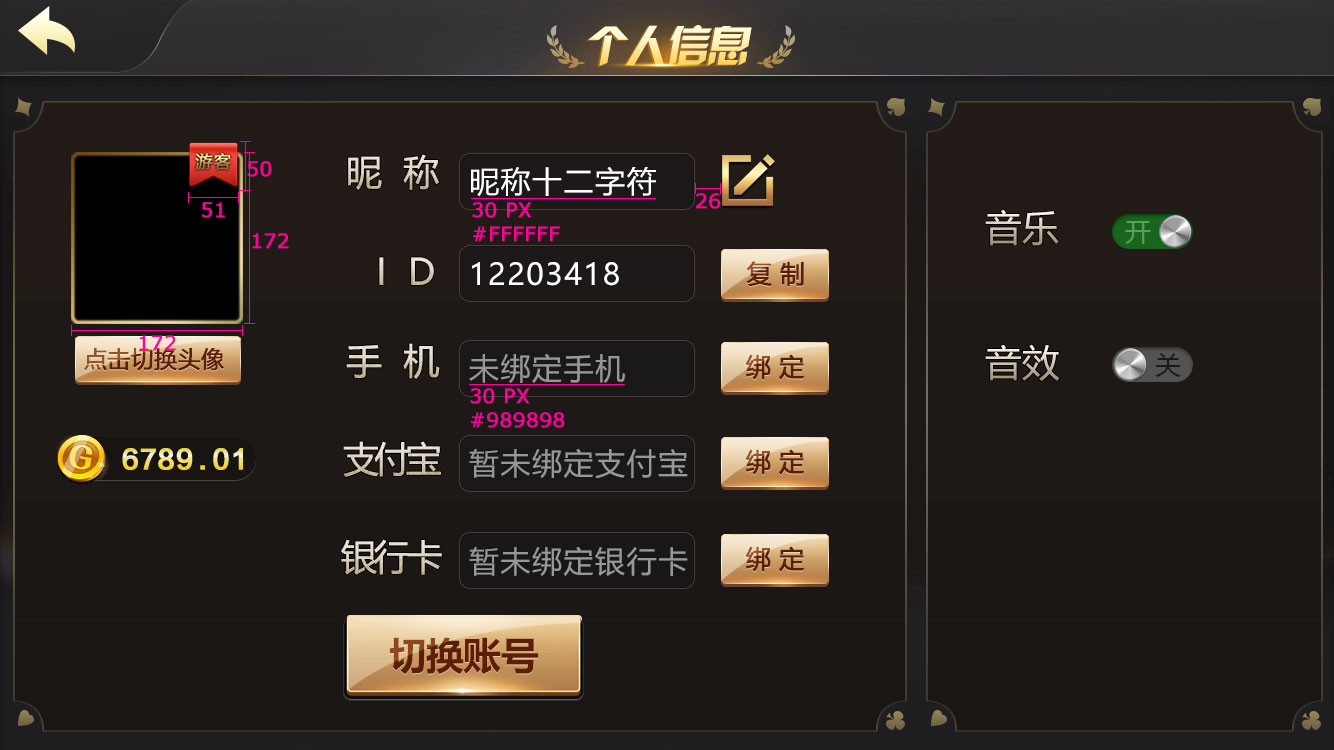 个人信息
游客
50
51
172
172
点击切换头像
G 6789.01
昵 称
昵称十二字符
30 PX
#FFFFFF
26
I D
12203418
复 制
手 机
未绑定手机
30 PX
#989898
绑 定
支付宝
暂未绑定支付宝
绑 定
银行卡
暂未绑定银行卡
绑 定
切换账号
音乐
开
音效
关